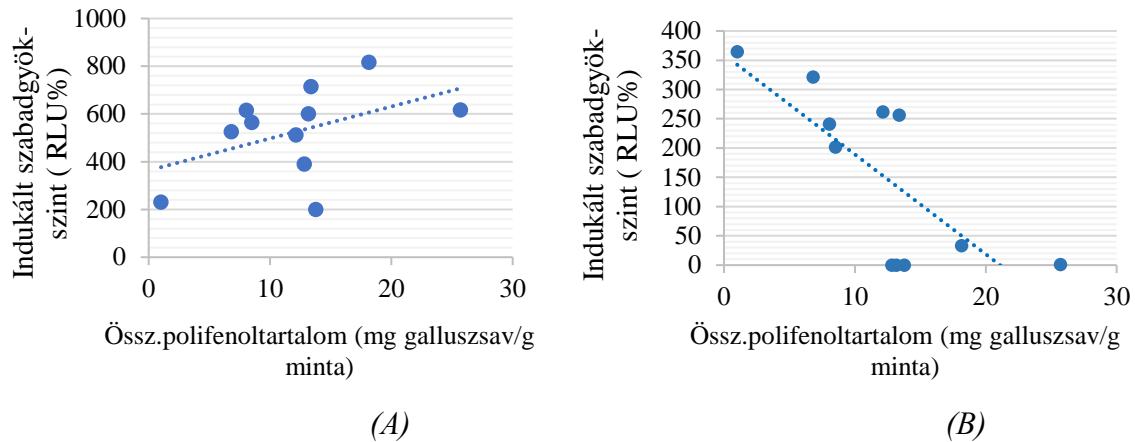 Indukált szabadgyök-
szint ( RLU%)
1000
800
600
400
200
0
0 10 20 30
Össz.polifenoltartalom (mg galluszsav/g
minta)
(A)
Indukált szabadgyök-
szint ( RLU%)
400
350
300
250
200
150
100
50
0
0 10 20 30
Össz.polifenoltartalom (mg galluszsav/g
minta)
(B)